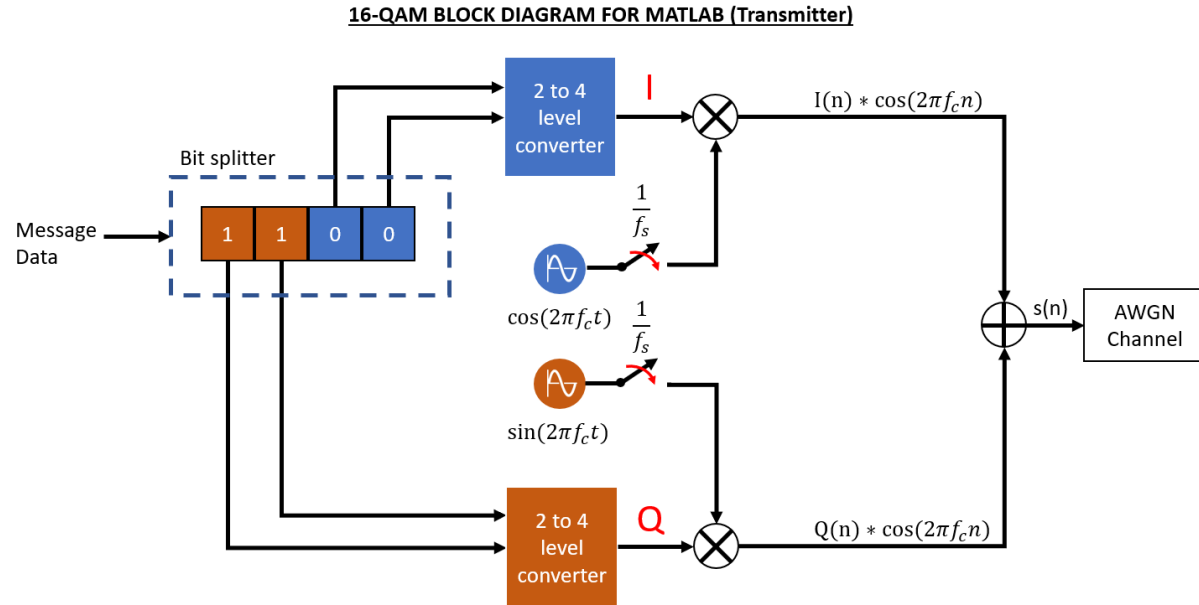 16-QAM BLOCK DIAGRAM FOR MATLAB (Transmitter)
2 to 4
level
converter
I
I(n) ∗ cos(2πf_c n)
Bit splitter
1 1 0 0
Message
Data
1/f_s
cos(2πf_c t)
1/f_s
sin(2πf_c t)
s(n)
AWGN
Channel
2 to 4
level
converter
Q
Q(n) ∗ cos(2πf_c n)